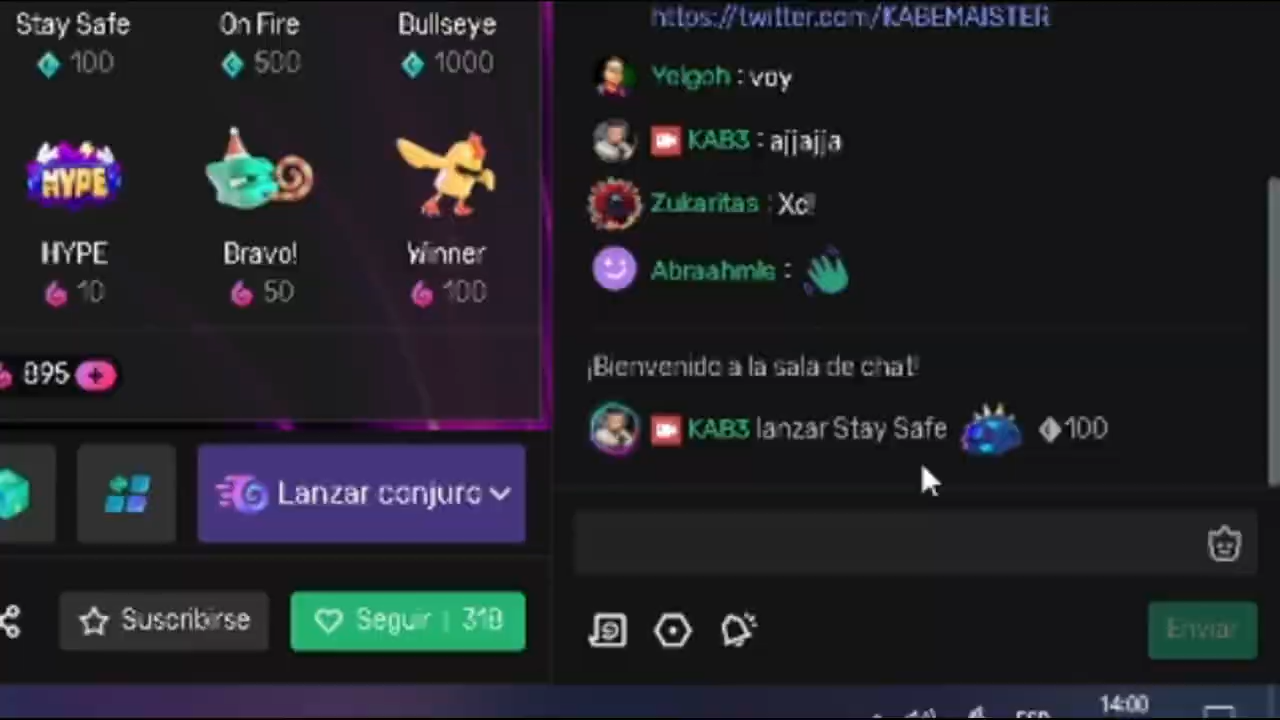 Stay Safe On Fire Bullseye
100 500 1000
HYPE
HYPE Bravo! Winner
10 50 100
895 +
Lanzar conjuro
Suscribirse Seguir | 318
https://twitter.com/KABEMAISTER
Yelgoh : voy
KAB3 : ajjajja
Zukaritas : Xd!
Abraahmle :
¡Bienvenido a la sala de chat!
KAB3 lanzar Stay Safe 100
Enviar
14:00